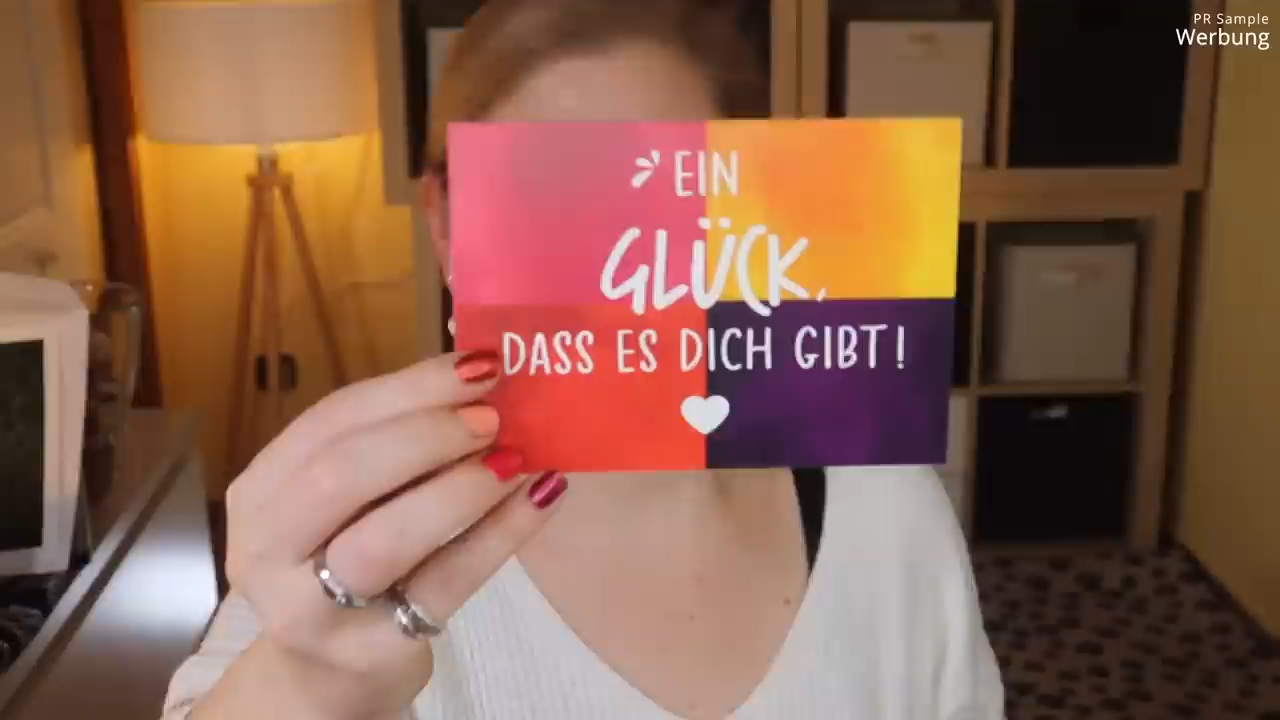 PR Sample
Werbung
EIN
GLÜCK,
DASS ES DICH GIBT!